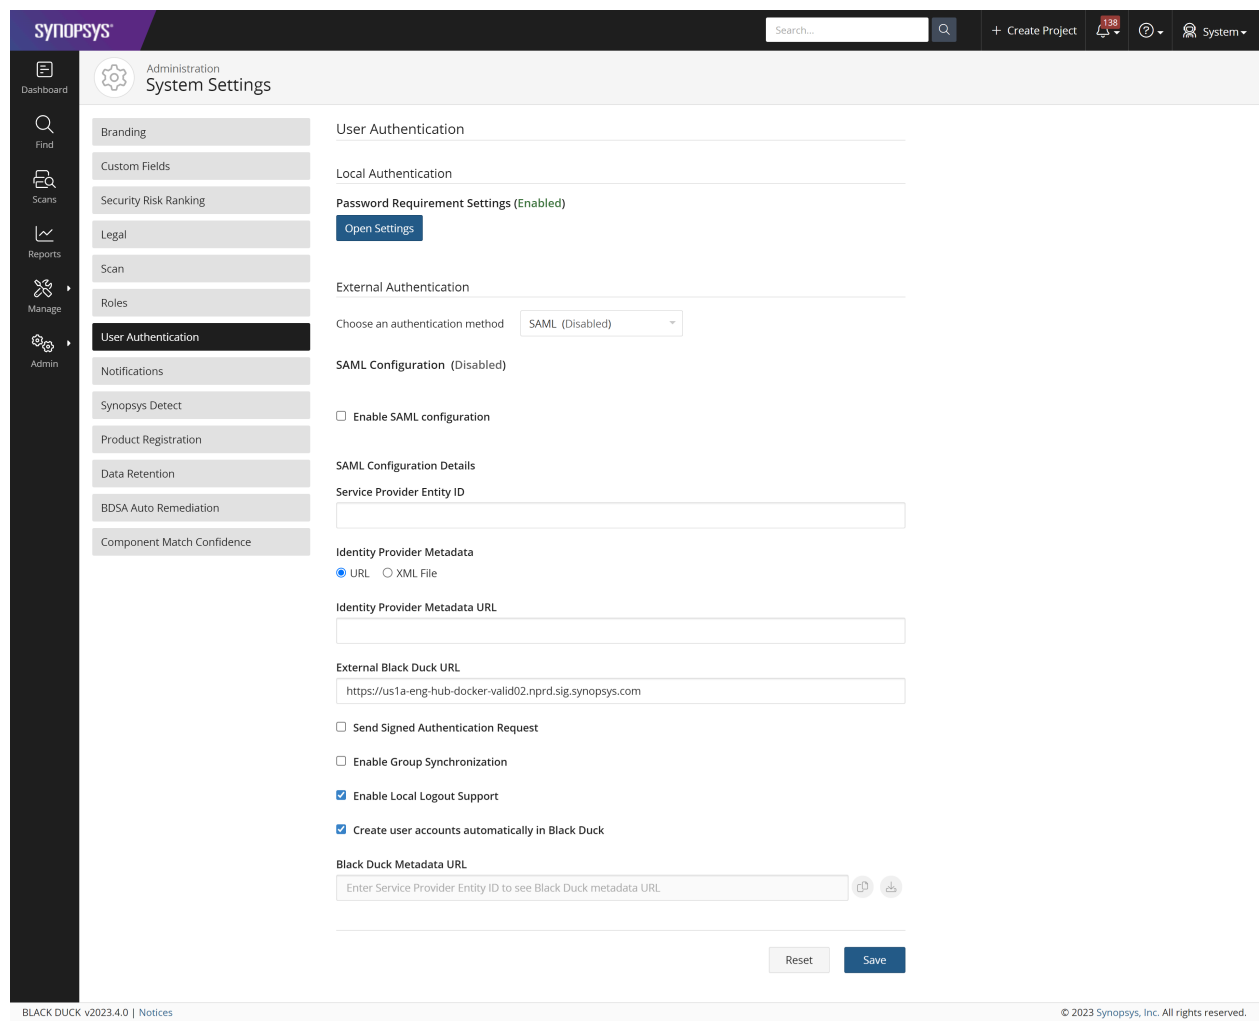 SYNOPSYS®
Search...
+ Create Project
138
System
Dashboard
Find
Scans
Reports
Manage
Admin
Administration
System Settings
Branding
Custom Fields
Security Risk Ranking
Legal
Scan
Roles
User Authentication
Notifications
Synopsys Detect
Product Registration
Data Retention
BDSA Auto Remediation
Component Match Confidence
User Authentication
Local Authentication
Password Requirement Settings (Enabled)
Open Settings
External Authentication
Choose an authentication method SAML (Disabled)
SAML Configuration (Disabled)
Enable SAML configuration
SAML Configuration Details
Service Provider Entity ID
Identity Provider Metadata
URL XML File
Identity Provider Metadata URL
External Black Duck URL
https://us1a-eng-hub-docker-valid02.nprd.sig.synopsys.com
Send Signed Authentication Request
Enable Group Synchronization
Enable Local Logout Support
Create user accounts automatically in Black Duck
Black Duck Metadata URL
Enter Service Provider Entity ID to see Black Duck metadata URL
Reset Save
BLACK DUCK v2023.4.0 | Notices
© 2023 Synopsys, Inc. All rights reserved.